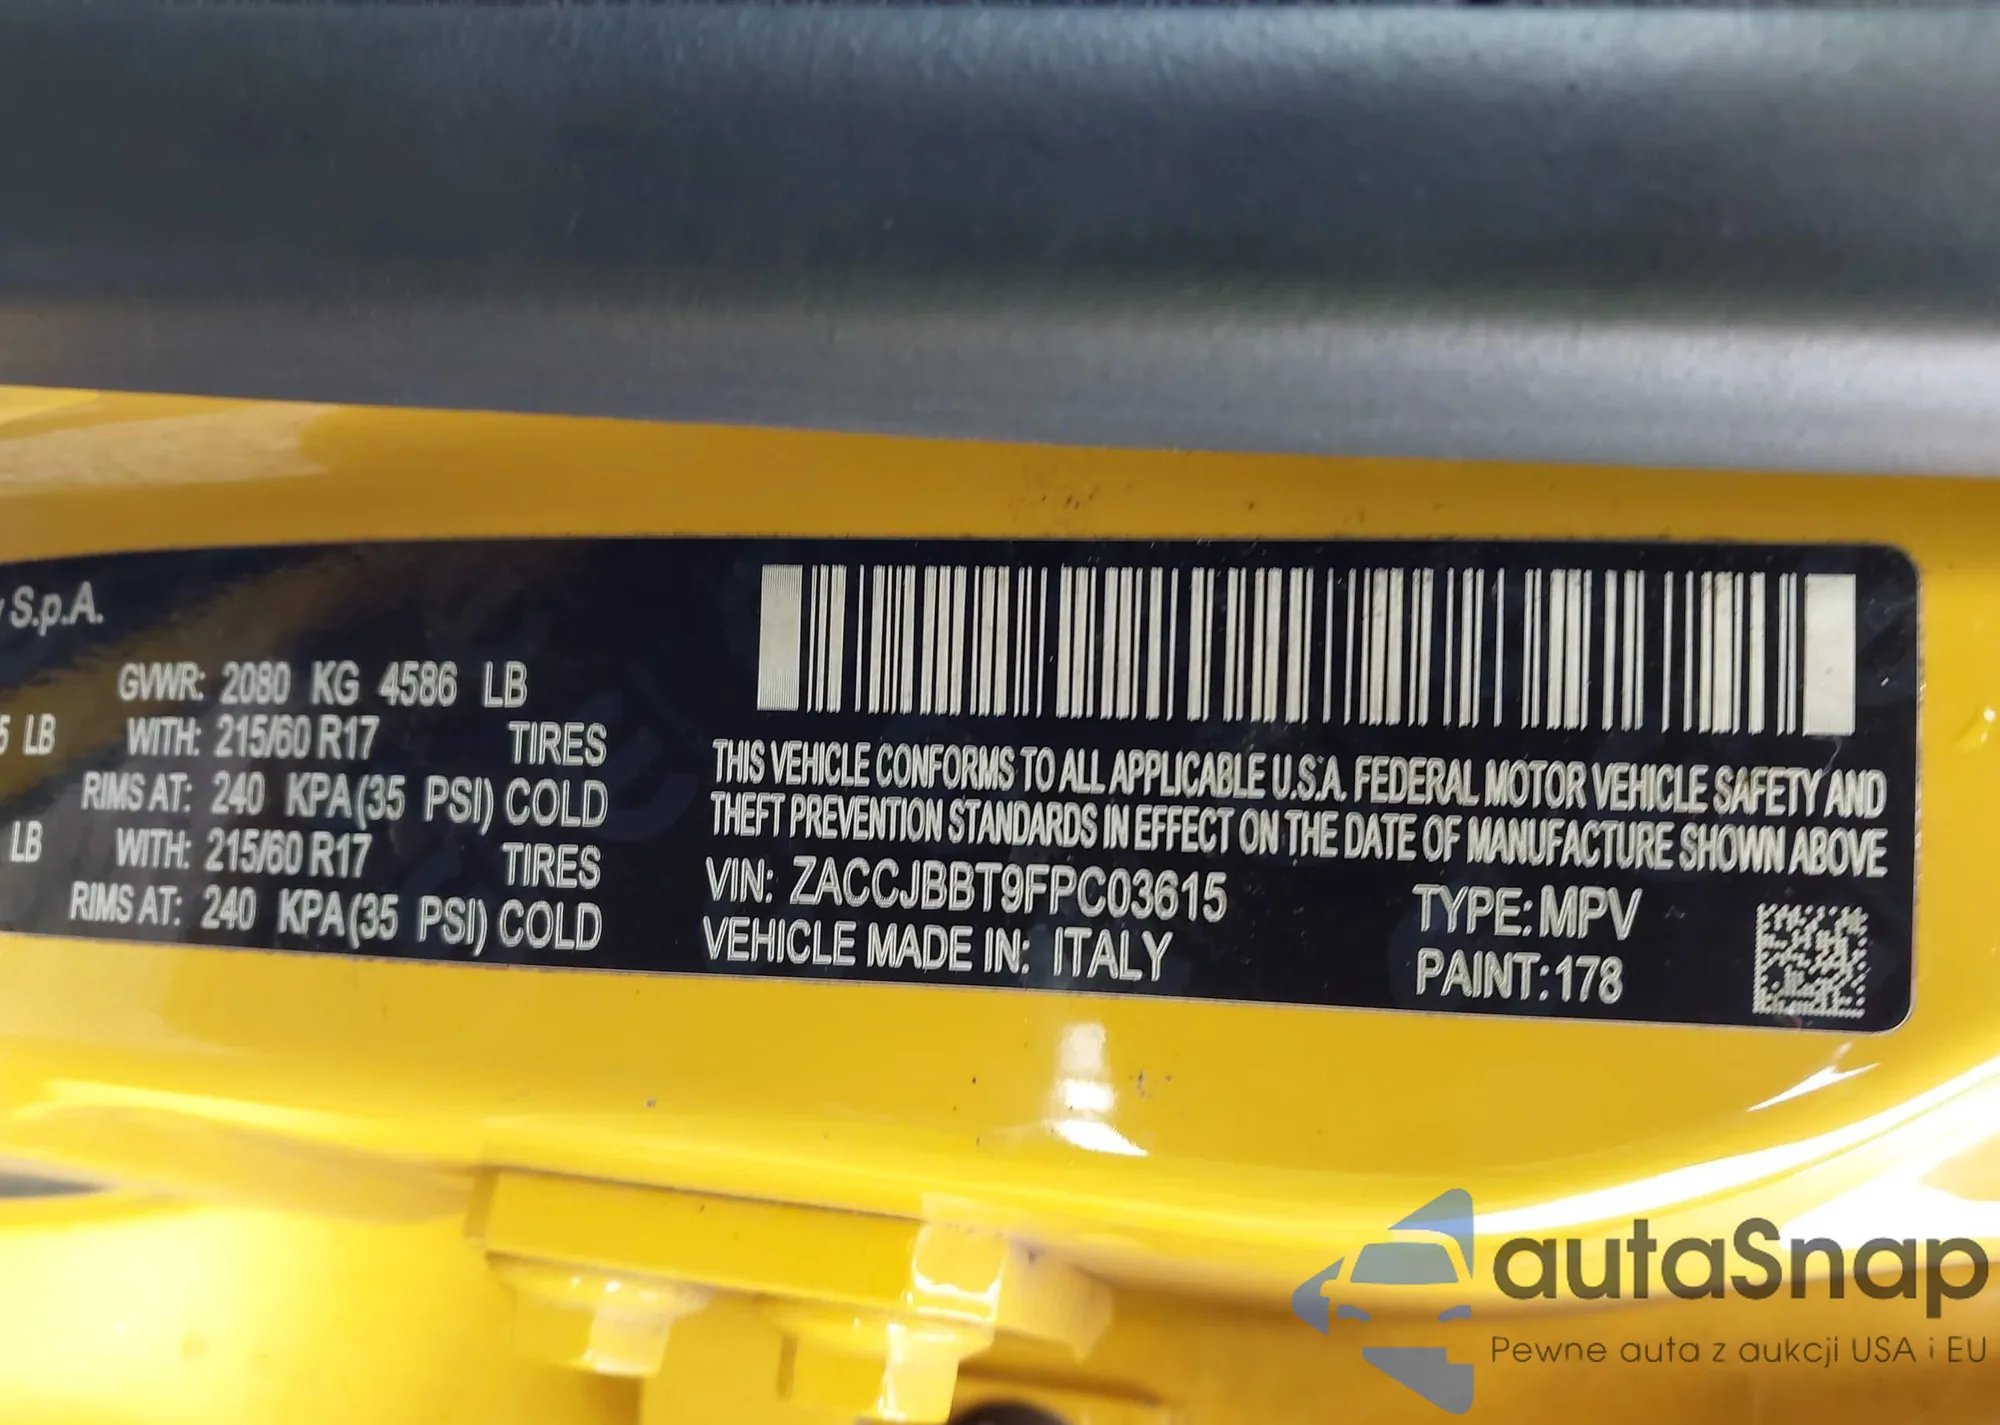 S.p.A.
GVWR: 2080 KG 4586 LB
5 LB WITH: 215/60 R17 TIRES
RIMS AT: 240 KPA(35 PSI) COLD
LB WITH: 215/60 R17 TIRES
RIMS AT: 240 KPA(35 PSI) COLD
THIS VEHICLE CONFORMS TO ALL APPLICABLE U.S.A. FEDERAL MOTOR VEHICLE SAFETY AND
THEFT PREVENTION STANDARDS IN EFFECT ON THE DATE OF MANUFACTURE SHOWN ABOVE
VIN: ZACCJBBT9FPC03615 TYPE: MPV
VEHICLE MADE IN: ITALY PAINT: 178
autaSnap
Pewne auta z aukcji USA i EU